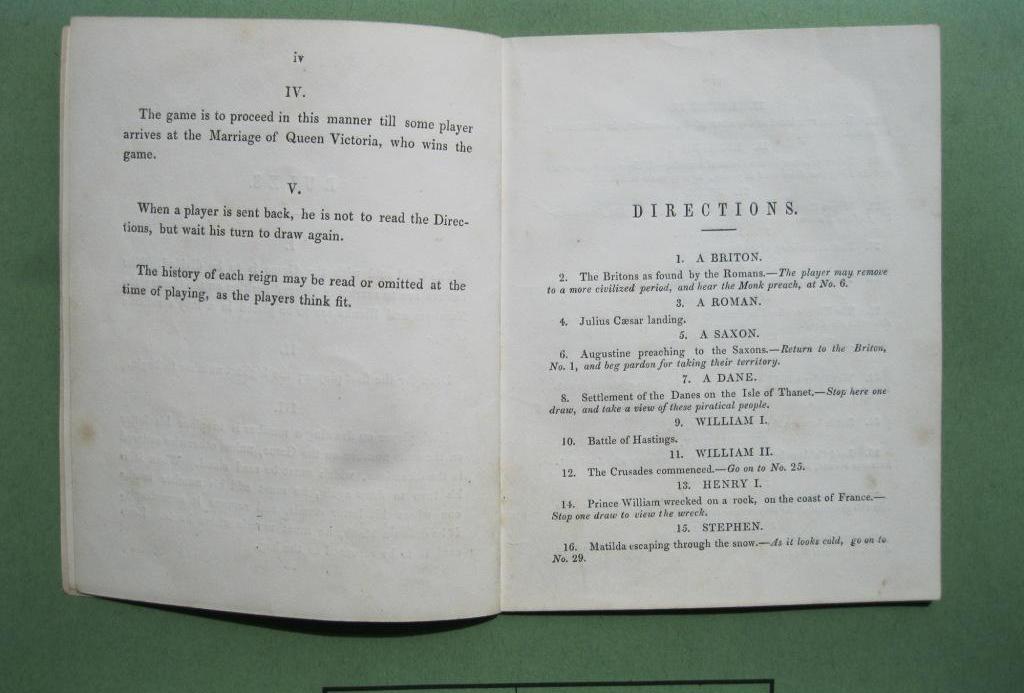 iv
IV.
The game is to proceed in this manner till some player
arrives at the Marriage of Queen Victoria, who wins the
game.
V.
When a player is sent back, he is not to read the Direc-
tions, but wait his turn to draw again.
The history of each reign may be read or omitted at the
time of playing, as the players think fit.
DIRECTIONS.
1. A BRITON.
2. The Britons as found by the Romans.—The player may remove
to a more civilized period, and hear the Monk preach, at No. 6.
3. A ROMAN.
4. Julius Cæsar landing.
5. A SAXON.
6. Augustine preaching to the Saxons.—Return to the Briton,
No. 1, and beg pardon for taking their territory.
7. A DANE.
8. Settlement of the Danes on the Isle of Thanet.—Stop here one
draw, and take a view of these piratical people.
9. WILLIAM I.
10. Battle of Hastings.
11. WILLIAM II.
12. The Crusades commenced.—Go on to No. 25.
13. HENRY I.
14. Prince William wrecked on a rock, on the coast of France.—
Stop one draw to view the wreck.
15. STEPHEN.
16. Matilda escaping through the snow.—As it looks cold, go on to
No. 29.